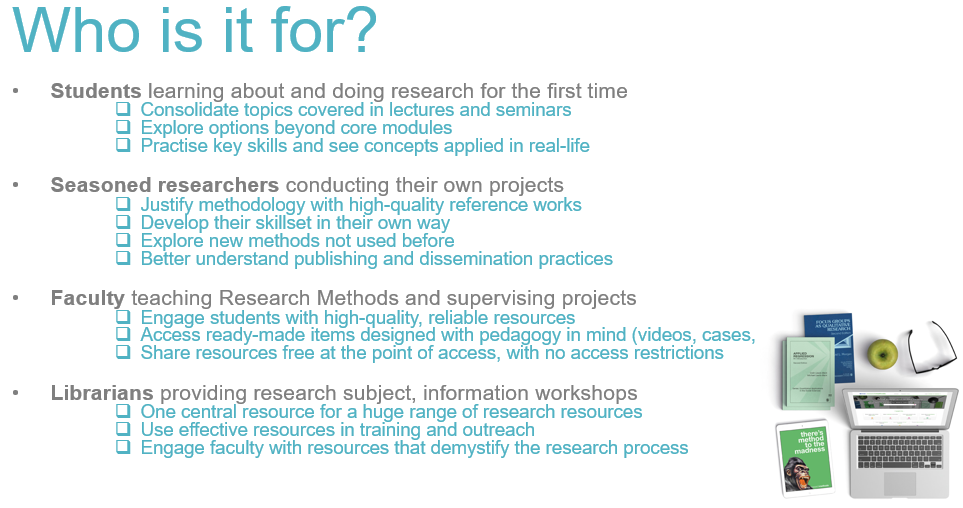 Who is it for?
• Students learning about and doing research for the first time
❑ Consolidate topics covered in lectures and seminars
❑ Explore options beyond core modules
❑ Practise key skills and see concepts applied in real-life
• Seasoned researchers conducting their own projects
❑ Justify methodology with high-quality reference works
❑ Develop their skillset in their own way
❑ Explore new methods not used before
❑ Better understand publishing and dissemination practices
• Faculty teaching Research Methods and supervising projects
❑ Engage students with high-quality, reliable resources
❑ Access ready-made items designed with pedagogy in mind (videos, cases,
❑ Share resources free at the point of access, with no access restrictions
• Librarians providing research subject, information workshops
❑ One central resource for a huge range of research resources
❑ Use effective resources in training and outreach
❑ Engage faculty with resources that demystify the research process
FOCUS GROUPS
AS QUALITATIVE
RESEARCH
APPLIED
there's
method
to the
madness